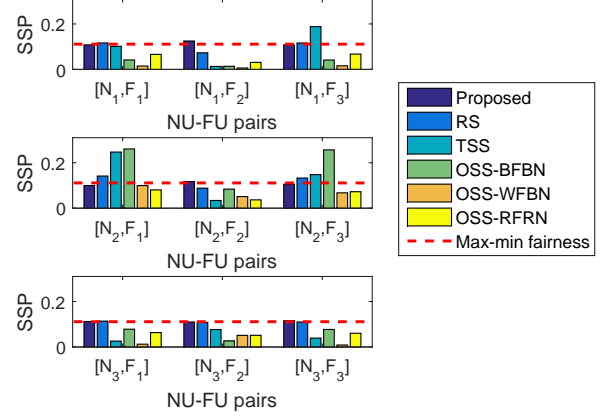 SSP
0.2
0
[N1,F1]
[N1,F2]
[N1,F3]
NU-FU pairs
SSP
0.2
0
[N2,F1]
[N2,F2]
[N2,F3]
NU-FU pairs
SSP
0.2
0
[N3,F1]
[N3,F2]
[N3,F3]
NU-FU pairs
Proposed
RS
TSS
OSS-BFBN
OSS-WFBN
OSS-RFRN
Max-min fairness